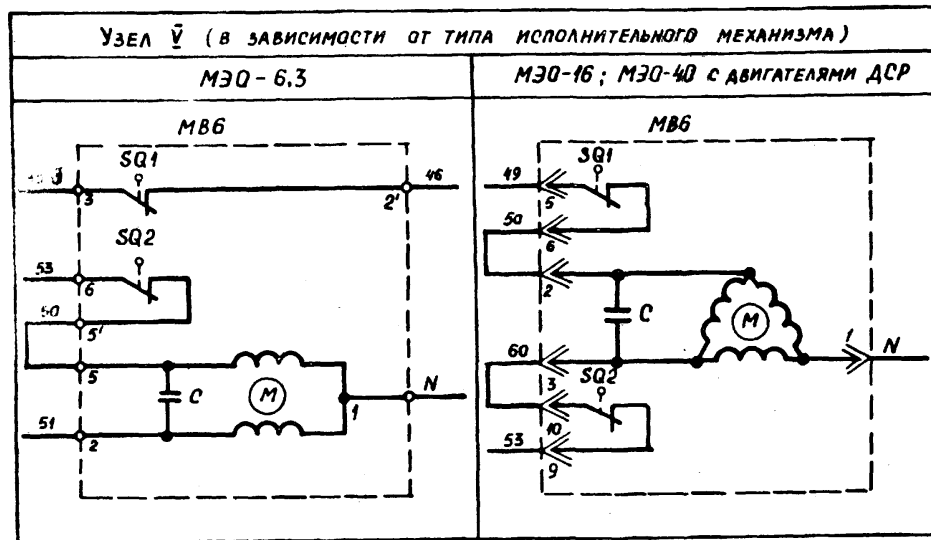 Узел V̄ (в зависимости от типа исполнительного механизма)
МЭО-6,3
МЭО-16; МЭО-40 с двигателями ДСР
МВ6
SQ1
3
2'
46
SQ2
53
6
50
5'
5
C
М
1
N
51
2
МВ6
SQ1
49
5
50
6
2
C
М
1
N
60
3
SQ2
10
53
9